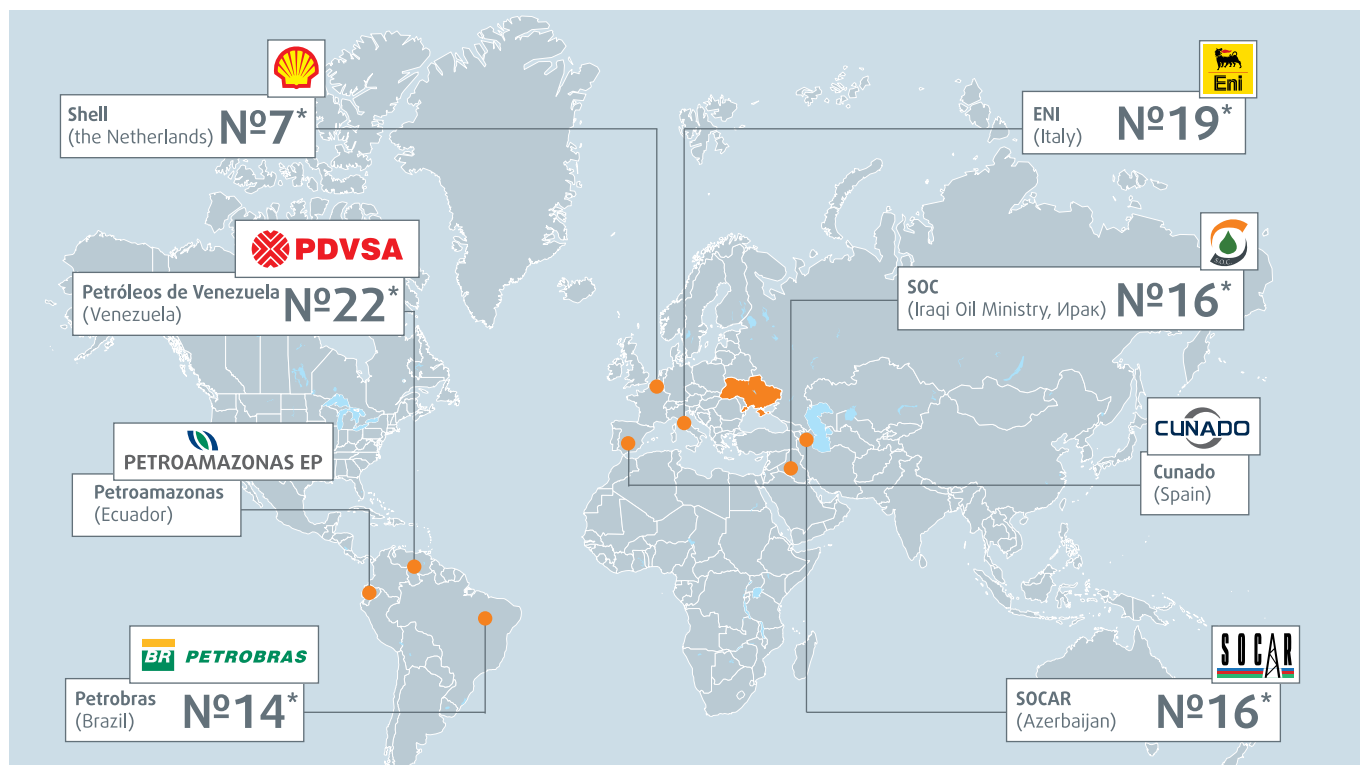 Shell
(the Netherlands)
№7*
Eni
ENI
(Italy)
№19*
PDVSA
Petróleos de Venezuela
(Venezuela)
№22*
S.O.C.
SOC
(Iraqi Oil Ministry, Ирак)
№16*
PETROAMAZONAS EP
Petroamazonas
(Ecuador)
CUNADO
Cunado
(Spain)
BR PETROBRAS
Petrobras
(Brazil)
№14*
SOCAR
SOCAR
(Azerbaijan)
№16*